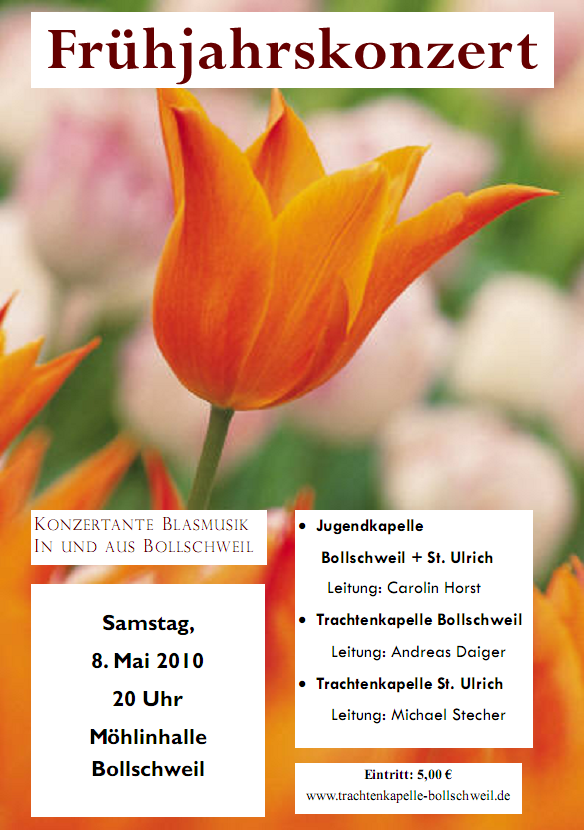 Frühjahrskonzert
Konzertante Blasmusik
In und aus Bollschweil
Samstag,
8. Mai 2010
20 Uhr
Möhlinhalle
Bollschweil
• Jugendkapelle
Bollschweil + St. Ulrich
Leitung: Carolin Horst
• Trachtenkapelle Bollschweil
Leitung: Andreas Daiger
• Trachtenkapelle St. Ulrich
Leitung: Michael Stecher
Eintritt: 5,00 €
www.trachtenkapelle-bollschweil.de